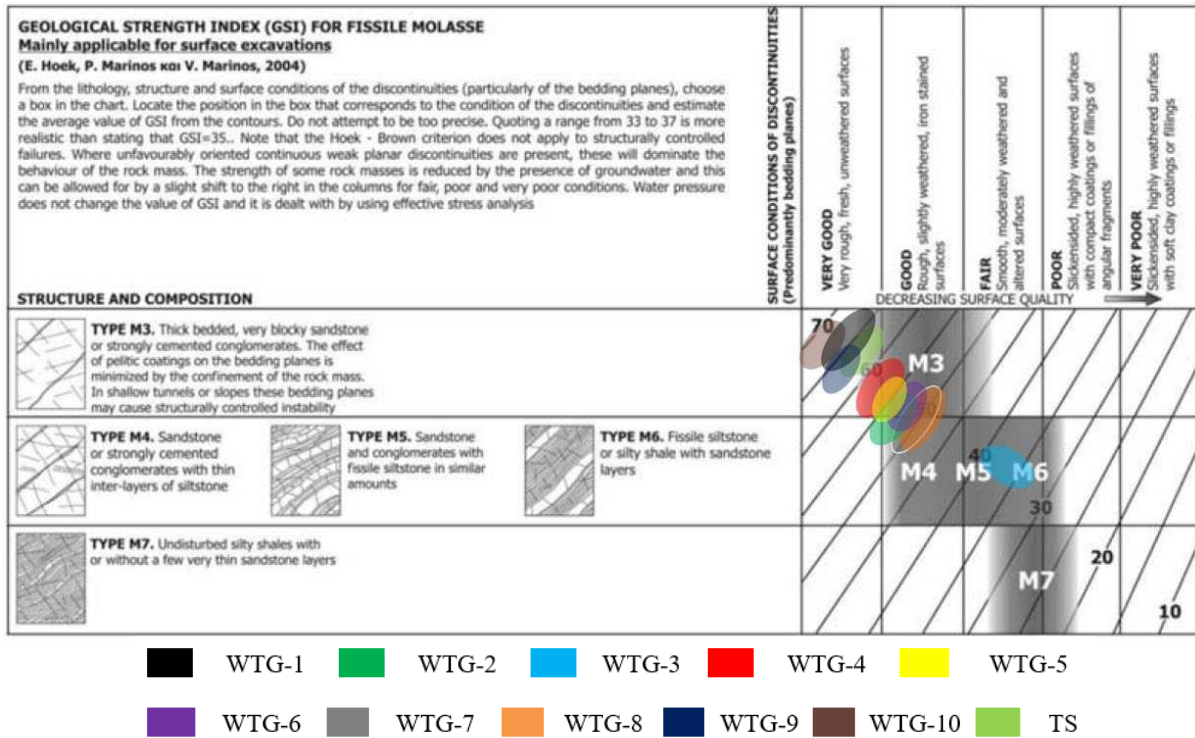 GEOLOGICAL STRENGTH INDEX (GSI) FOR FISSILE MOLASSE
Mainly applicable for surface excavations
(E. Hoek, P. Marinos και V. Marinos, 2004)
From the lithology, structure and surface conditions of the discontinuities (particularly of the bedding planes), choose
a box in the chart. Locate the position in the box that corresponds to the condition of the discontinuities and estimate
the average value of GSI from the contours. Do not attempt to be too precise. Quoting a range from 33 to 37 is more
realistic than stating that GSI=35.. Note that the Hoek - Brown criterion does not apply to structurally controlled
failures. Where unfavourably oriented continuous weak planar discontinuities are present, these will dominate the
behaviour of the rock mass. The strength of some rock masses is reduced by the presence of groundwater and this
can be allowed for by a slight shift to the right in the columns for fair, poor and very poor conditions. Water pressure
does not change the value of GSI and it is dealt with by using effective stress analysis
SURFACE CONDITIONS OF DISCONTINUITIES
(Predominantly bedding planes)
VERY GOOD
Very rough, fresh, unweathered surfaces
GOOD
Rough, slightly weathered, iron stained
surfaces
FAIR
Smooth, moderately weathered and
altered surfaces
POOR
Slickensided, highly weathered surfaces
with compact coatings or fillings of
angular fragments
VERY POOR
Slickensided, highly weathered surfaces
with soft clay coatings or fillings
STRUCTURE AND COMPOSITION
DECREASING SURFACE QUALITY
TYPE M3. Thick bedded, very blocky sandstone
or strongly cemented conglomerates. The effect
of pelitic coatings on the bedding planes is
minimized by the confinement of the rock mass.
In shallow tunnels or slopes these bedding planes
may cause structurally controlled instability
70
60
M3
50
TYPE M4. Sandstone
or strongly cemented
conglomerates with thin
inter-layers of siltstone
TYPE M5. Sandstone
and conglomerates with
fissile siltstone in similar
amounts
TYPE M6. Fissile siltstone
or silty shale with sandstone
layers
40
M4
M5
M6
30
TYPE M7. Undisturbed silty shales with
or without a few very thin sandstone layers
20
M7
10
WTG-1 WTG-2 WTG-3 WTG-4 WTG-5
WTG-6 WTG-7 WTG-8 WTG-9 WTG-10 TS